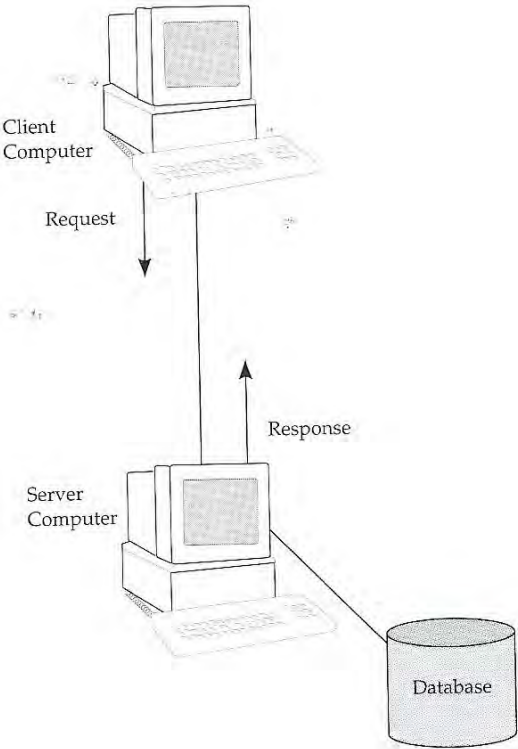 Client
Computer
Request
Response
Server
Computer
Database